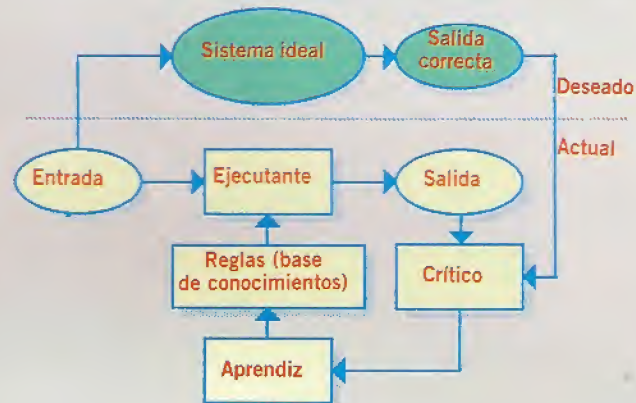 Sistema ideal
Salida
correcta
Deseado
Actual
Entrada
Ejecutante
Salida
Reglas (base
de conocimientos)
Crítico
Aprendiz